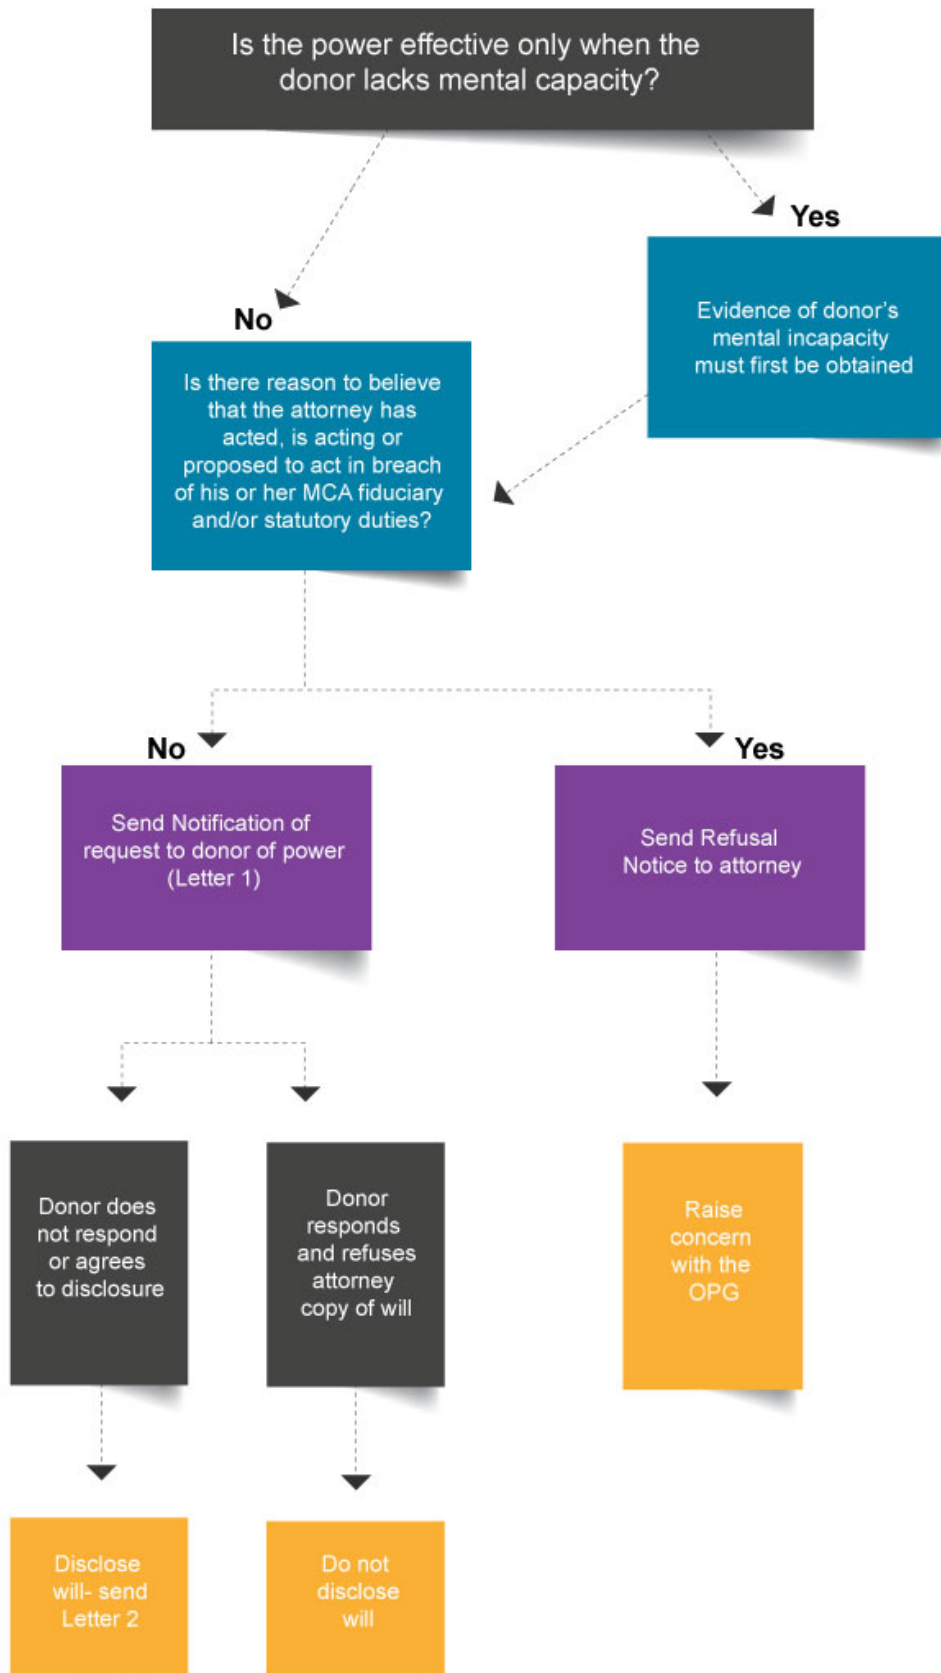 Is the power effective only when the
donor lacks mental capacity?
Yes
Evidence of donor's
mental incapacity
must first be obtained
No
Is there reason to believe
that the attorney has
acted, is acting or
proposed to act in breach
of his or her MCA fiduciary
and/or statutory duties?
No
Send Notification of
request to donor of power
(Letter 1)
Yes
Send Refusal
Notice to attorney
Donor does
not respond
or agrees
to disclosure
Donor
responds
and refuses
attorney
copy of will
Raise
concern
with the
OPG
Disclose
will- send
Letter 2
Do not
disclose
will